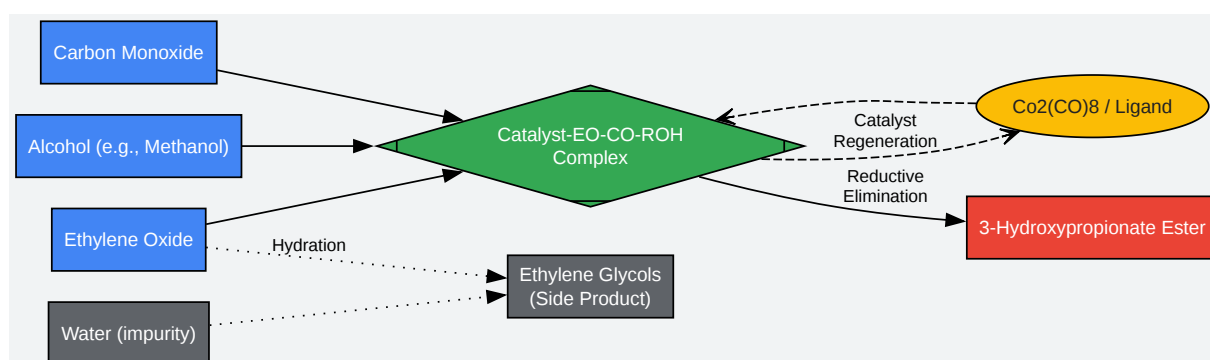 Carbon Monoxide
Alcohol (e.g., Methanol)
Ethylene Oxide
Water (impurity)
Hydration
Ethylene Glycols
(Side Product)
Catalyst-EO-CO-ROH
Complex
Catalyst
Regeneration
Reductive
Elimination
Co2(CO)8 / Ligand
3-Hydroxypropionate Ester